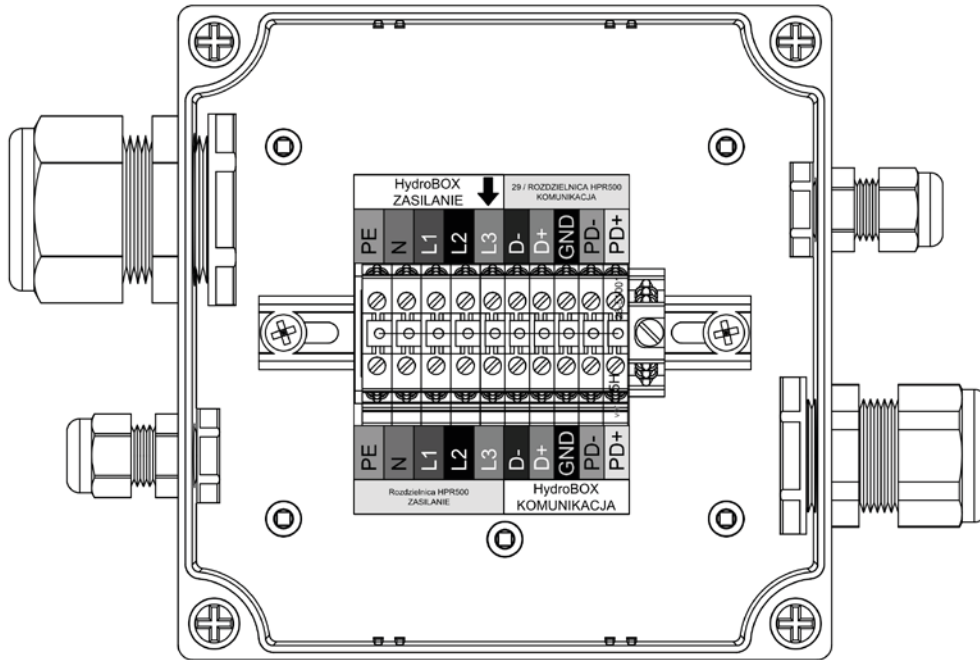 HydroBOX
ZASILANIE
29 / ROZDZIELNICA HPR500
KOMUNIKACJA
PE N L1 L2 L3 D- D+ GND PD- PD+
PE N L1 L2 L3 D- D+ GND PD- PD+
Rozdzielnica HPR500
ZASILANIE
HydroBOX
KOMUNIKACJA